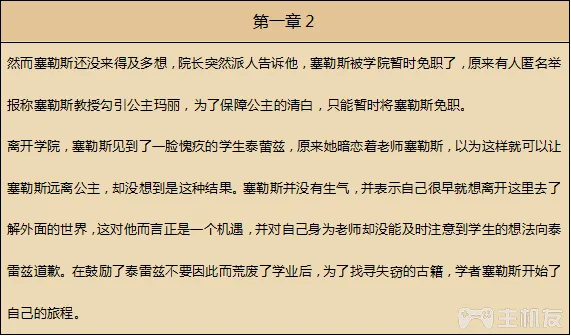 第一章 2
然而塞勒斯还没来得及多想，院长突然派人告诉他，塞勒斯被学院暂时免职了，原来有人匿名举
报称塞勒斯教授勾引公主玛丽，为了保障公主的清白，只能暂时将塞勒斯免职。
离开学院，塞勒斯见到了一脸愧疚的学生泰蕾兹，原来她暗恋着老师塞勒斯，以为这样就可以让
塞勒斯远离公主，却没想到是这种结果。塞勒斯并没有生气，并表示自己很早就想离开这里去了
解外面的世界，这对他而言正是一个机遇，并对自己身为老师却没能及时注意到学生的想法向泰
雷兹道歉。在鼓励了泰雷兹不要因此而荒废了学业后，为了找寻失窃的古籍，学者塞勒斯开始了
自己的旅程。
主机友